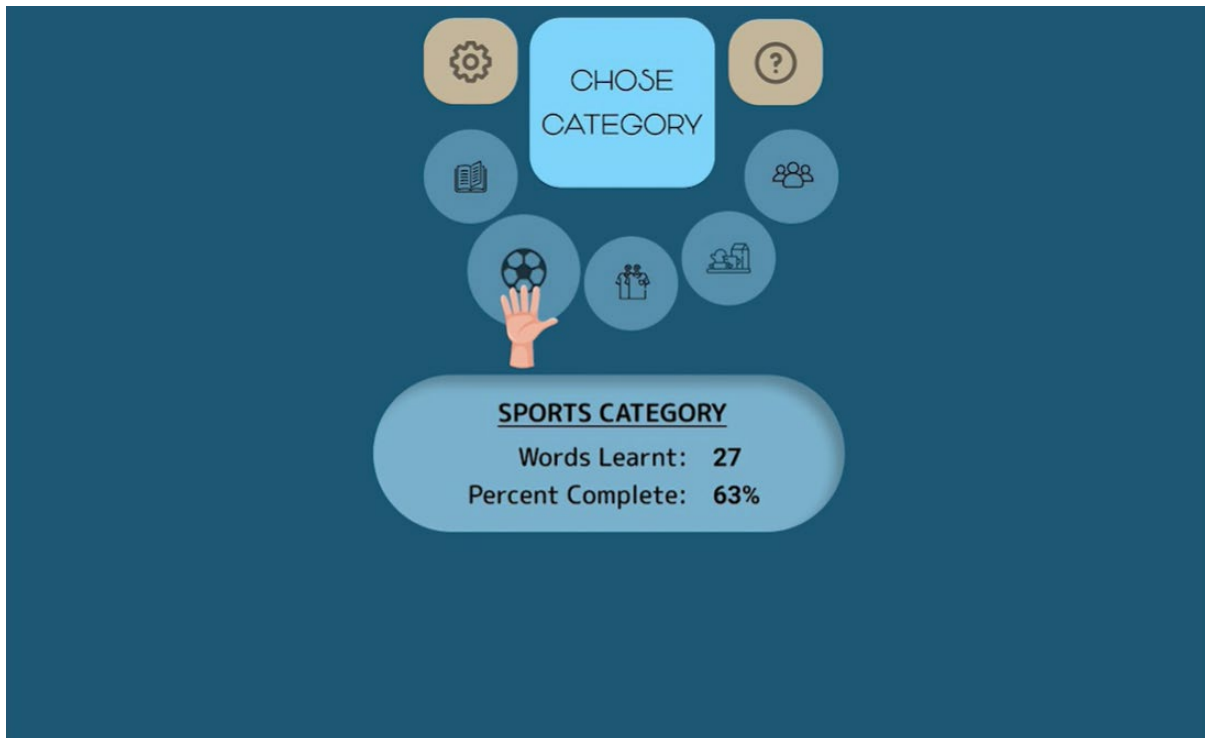 CHOSE
CATEGORY
?
SPORTS CATEGORY
Words Learnt: 27
Percent Complete: 63%